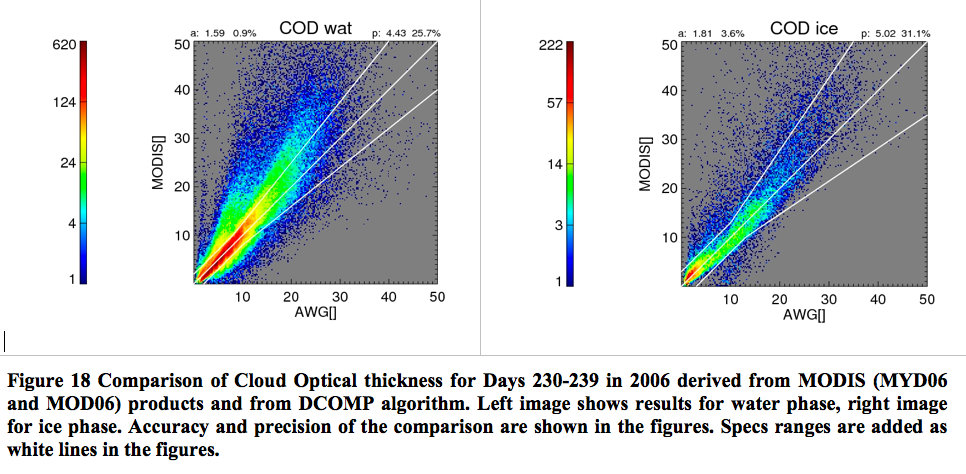 COD wat
a: 1.59 0.9% p: 4.43 25.7%
620
124
24
4
1
50
40
30
20
10
MODIS[]
10 20 30 40 50
AWG[]
COD ice
a: 1.81 3.6% p: 5.02 31.1%
222
57
14
3
1
50
40
30
20
10
MODIS[]
10 20 30 40 50
AWG[]
Figure 18 Comparison of Cloud Optical thickness for Days 230-239 in 2006 derived from MODIS (MYD06
and MOD06) products and from DCOMP algorithm. Left image shows results for water phase, right image
for ice phase. Accuracy and precision of the comparison are shown in the figures. Specs ranges are added as
white lines in the figures.